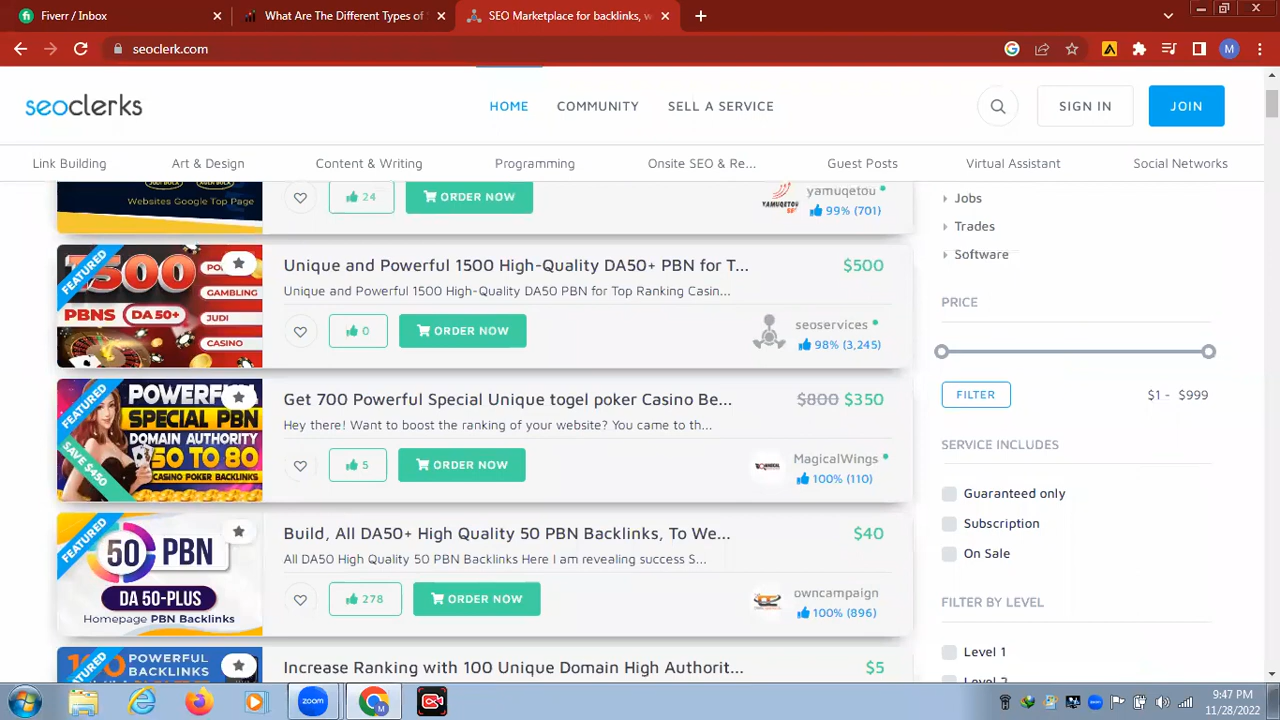 Fiverr / Inbox
What Are The Different Types of
SEO Marketplace for backlinks, w
seoclerk.com
M
seoclerks
HOME
COMMUNITY
SELL A SERVICE
SIGN IN
JOIN
Link Building
Art & Design
Content & Writing
Programming
Onsite SEO & Re...
Guest Posts
Virtual Assistant
Social Networks
Websites Google Top Page
24
ORDER NOW
yamuqetou
99% (701)
Jobs
Trades
Software
FEATURED
1500
GAMBLING
PBNS
DA 50+
JUDI
CASINO
Unique and Powerful 1500 High-Quality DA50+ PBN for T...
$500
Unique and Powerful 1500 High-Quality DA50 PBN for Top Ranking Casin...
0
ORDER NOW
seoservices
98% (3,245)
PRICE
FILTER
$1 - $999
FEATURED
POWERFUL
SPECIAL PBN
DOMAIN AUTHORITY
50 TO 80
CASINO POKER BACKLINKS
SAVE $450
Get 700 Powerful Special Unique togel poker Casino Be...
$800 $350
Hey there! Want to boost the ranking of your website? You came to th...
5
ORDER NOW
MagicalWings
100% (110)
SERVICE INCLUDES
Guaranteed only
Subscription
On Sale
FEATURED
50 PBN
DA 50-PLUS
Homepage PBN Backlinks
Build, All DA50+ High Quality 50 PBN Backlinks, To We...
$40
All DA50 High Quality 50 PBN Backlinks Here I am revealing success S...
278
ORDER NOW
owncampaign
100% (896)
FILTER BY LEVEL
Level 1
FEATURED
POWERFUL
BACKLINKS
Increase Ranking with 100 Unique Domain High Authorit...
$5
Level 2
zoom
M
9:47 PM
11/28/2022